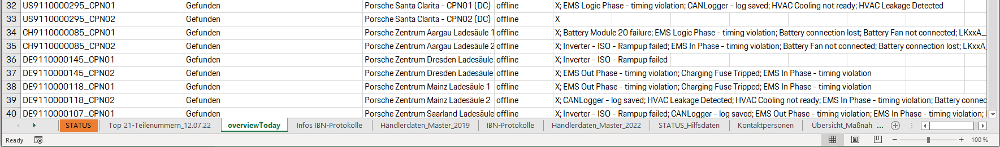 32 US9110000295_CPN01 Gefunden Porsche Santa Clarita - CPN01 (DC) offline X; EMS Logic Phase - timing violation; CANLogger - log saved; HVAC Cooling not ready; HVAC Leakage Detected
33 US9110000295_CPN02 Gefunden Porsche Santa Clarita - CPN02 (DC) offline X
34 CH9110000085_CPN01 Gefunden Porsche Zentrum Aargau Ladesäule 1 offline X; Battery Module 20 failure; EMS Logic Phase - timing violation; Battery connection lost; Battery Fan not connected; LKxxA_
35 CH9110000085_CPN02 Gefunden Porsche Zentrum Aargau Ladesäule 2 offline X; Inverter - ISO - Rampup failed; EMS In Phase - timing violation; Battery Fan not connected; Battery connection lost; LKxxA
36 DE9110000145_CPN01 Gefunden Porsche Zentrum Dresden Ladesäule offline X; Inverter - ISO - Rampup failed
37 DE9110000145_CPN02 Gefunden Porsche Zentrum Dresden Ladesäule offline X; EMS Out Phase - timing violation; Charging Fuse Tripped; EMS In Phase - timing violation
38 DE9110000118_CPN01 Gefunden Porsche Zentrum Mainz Ladesäule 1 offline X; EMS Out Phase - timing violation; Charging Fuse Tripped; EMS In Phase - timing violation
39 DE9110000118_CPN02 Gefunden Porsche Zentrum Mainz Ladesäule 2 offline X; CANLogger - log saved; HVAC Leakage Detected; HVAC Cooling not ready; EMS In Phase - timing violation; Battery connec
40 DE9110000107_CPN01 Gefunden Porsche Zentrum Saarland Ladesäule offline X; Inverter - ISO - Rampup failed; CANLogger - log saved; EMS Out Phase - timing violation; EMS In Phase - timing violation;
STATUS Top 21-Teilenummern_12.07.22 overviewToday Infos IBN-Protokolle Händlerdaten_Master_2019 IBN-Protokolle Händlerdaten_Master_2022 STATUS_Hilfsdaten Kontaktpersonen Übersicht_Maßnah ...
Ready 100 %